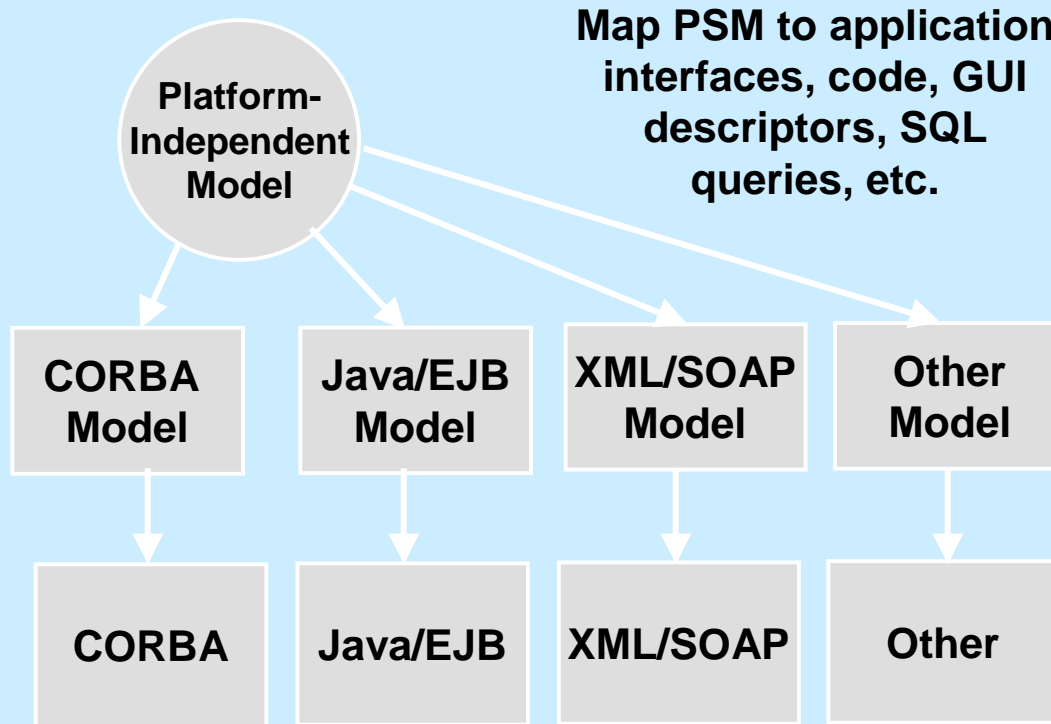 Map PSM to application
interfaces, code, GUI
descriptors, SQL
queries, etc.
Platform-
Independent
Model
CORBA
Model
Java/EJB
Model
XML/SOAP
Model
Other
Model
CORBA
Java/EJB
XML/SOAP
Other